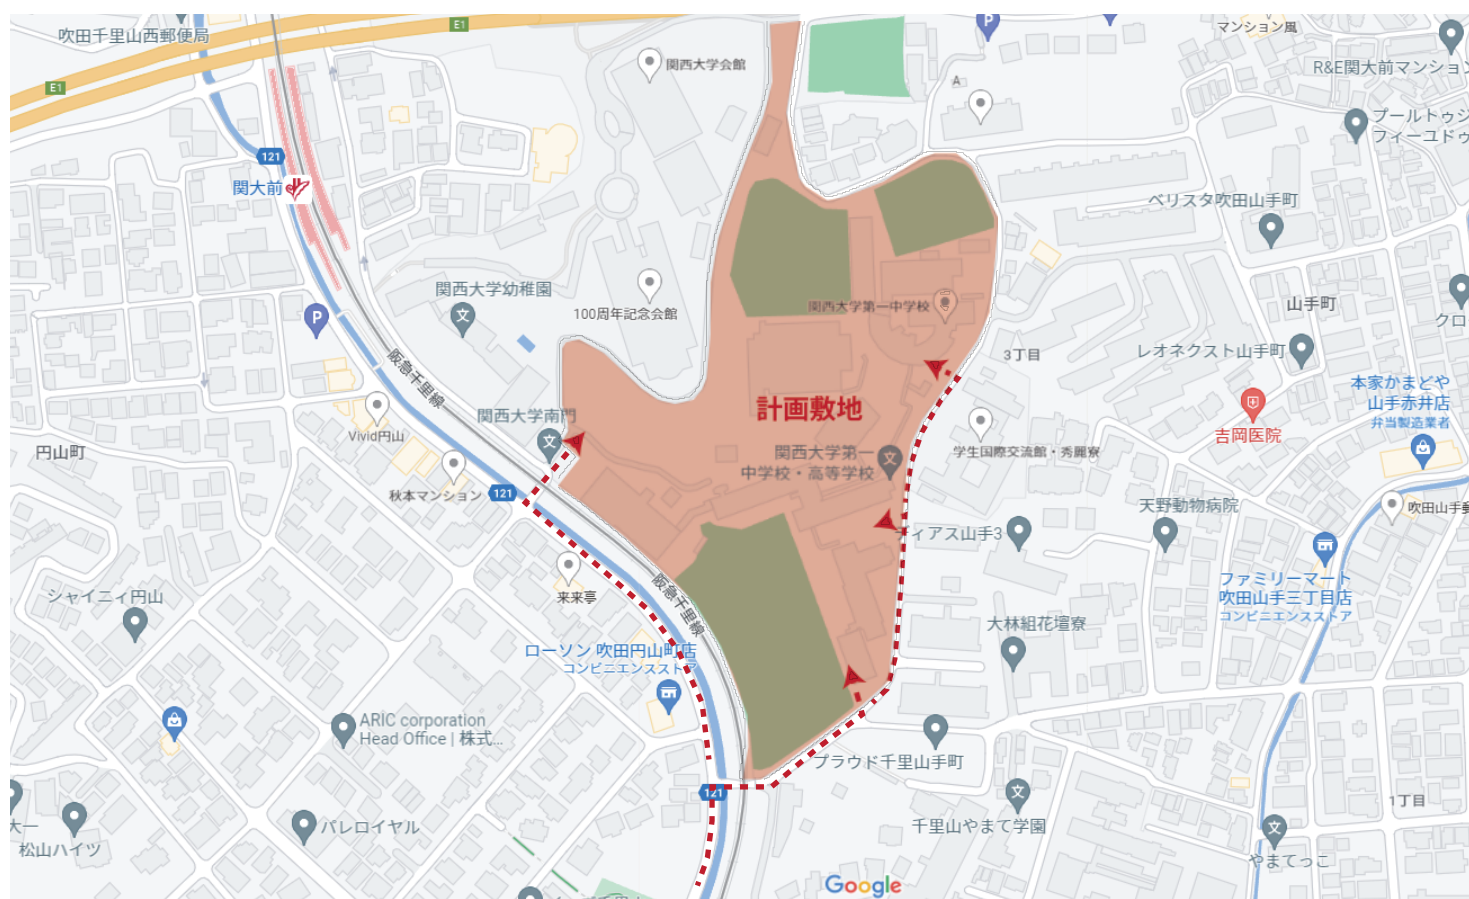 吹田千里山西郵便局
E1
E1
P
マンション風
R&E関大前マンション
関西大学会館
A
プールトゥジ
フィーユドゥ
121
関大前
ベリスタ吹田山手町
関西大学幼稚園
文
100周年記念会館
関西大学第一中学校
山手町
クロ
P
3丁目
レオネクスト山手町
阪急千里線
本家かまどや
山手赤井店
弁当製造業者
計画敷地
関西大学南門
文
吉岡医院
Vivid円山
円山町
関西大学第一
中学校・高等学校
文
学生国際交流館・秀麗寮
秋本マンション
121
天野動物病院
吹田山手郵
ディアス山手3
来来亭
阪急千里線
シャイニィ円山
ファミリーマート
吹田山手三丁目店
コンビニエンスストア
大林組花壇寮
ローソン 吹田円山町店
コンビニエンスストア
ARIC corporation
Head Office | 株式...
プラウド千里山手町
121
文
1丁目
大一
パレロイヤル
千里山やまて学園
文
松山ハイツ
やまてっこ
Google